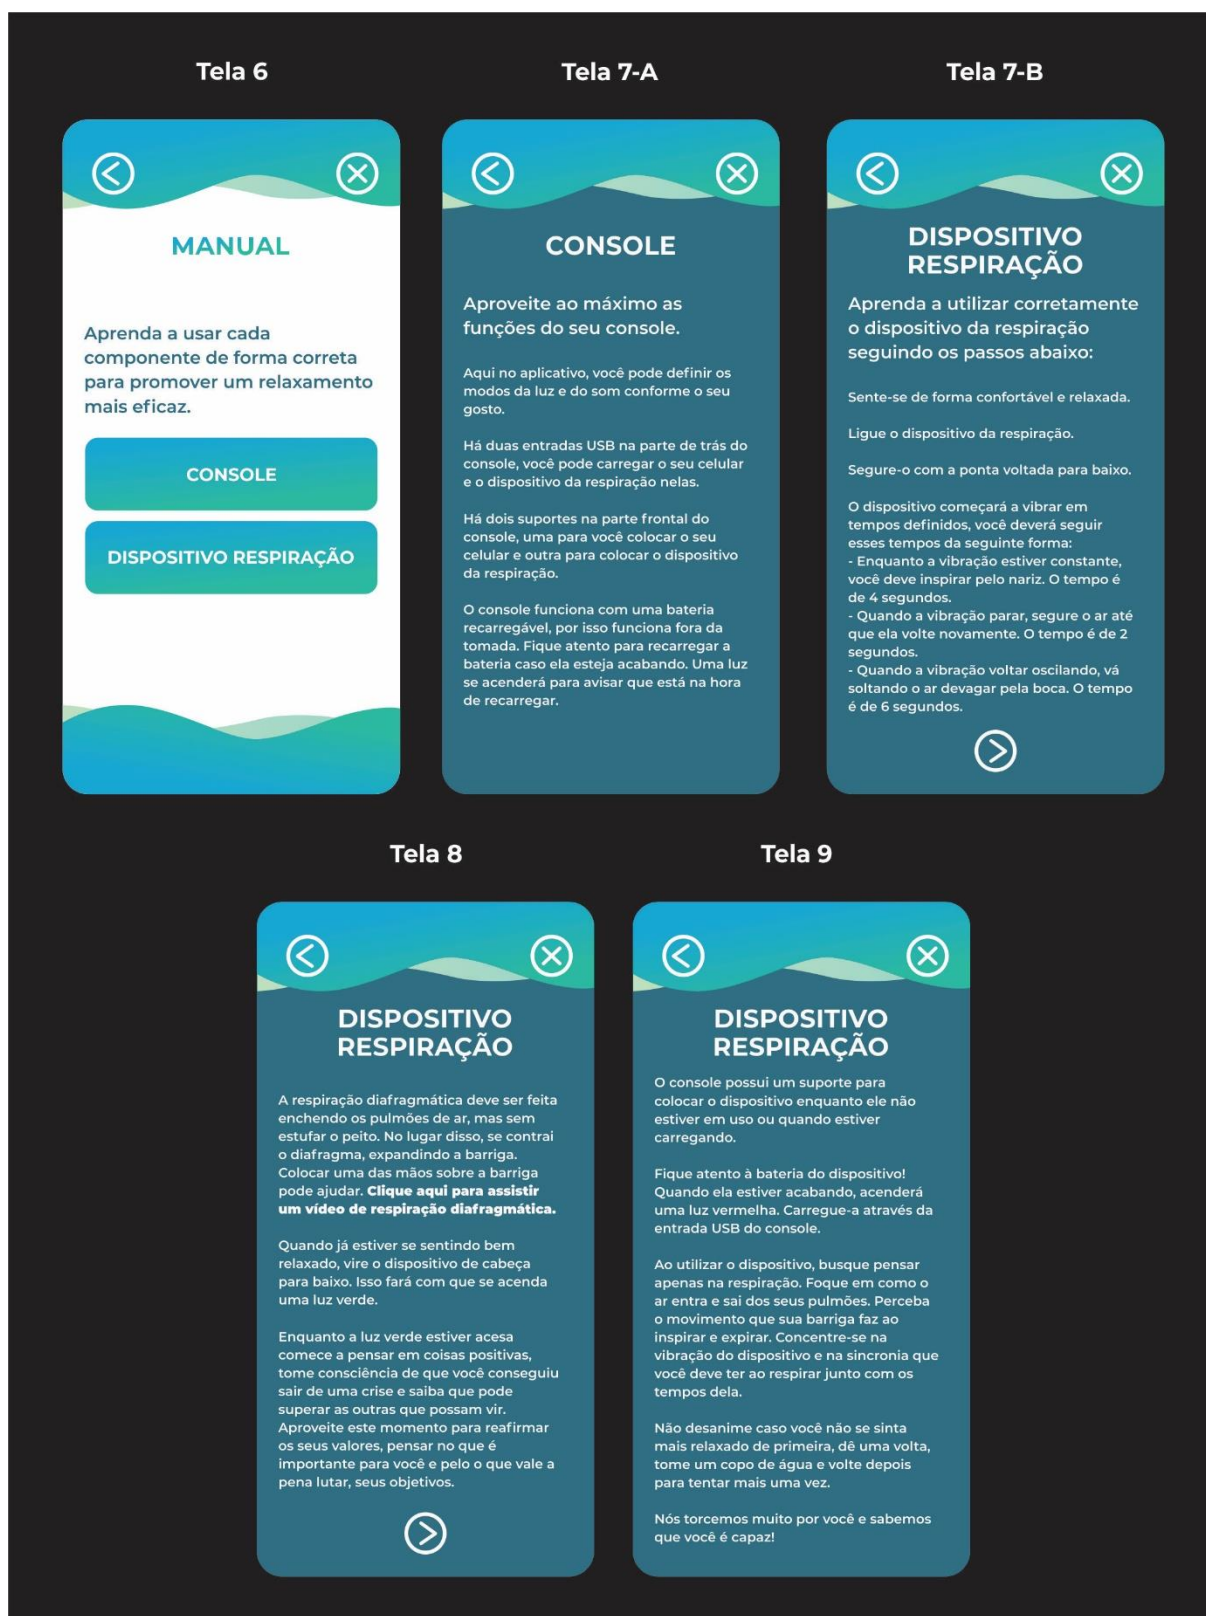 Tela 6
MANUAL
Aprenda a usar cada
componente de forma correta
para promover um relaxamento
mais eficaz.
CONSOLE
DISPOSITIVO RESPIRAÇÃO
Tela 7-A
CONSOLE
Aproveite ao máximo as
funções do seu console.
Aqui no aplicativo, você pode definir os
modos da luz e do som conforme o seu
gosto.
Há duas entradas USB na parte de trás do
console, você pode carregar o seu celular
e o dispositivo da respiração nelas.
Há dois suportes na parte frontal do
console, uma para você colocar o seu
celular e outra para colocar o dispositivo
da respiração.
O console funciona com uma bateria
recarregável, por isso funciona fora da
tomada. Fique atento para recarregar a
bateria caso ela esteja acabando. Uma luz
se acenderá para avisar que está na hora
de recarregar.
Tela 7-B
DISPOSITIVO
RESPIRAÇÃO
Aprenda a utilizar corretamente
o dispositivo da respiração
seguindo os passos abaixo:
Sente-se de forma confortável e relaxada.
Ligue o dispositivo da respiração.
Segure-o com a ponta voltada para baixo.
O dispositivo começará a vibrar em
tempos definidos, você deverá seguir
esses tempos da seguinte forma:
- Enquanto a vibração estiver constante,
você deve inspirar pelo nariz. O tempo é
de 4 segundos.
- Quando a vibração parar, segure o ar até
que ela volte novamente. O tempo é de 2
segundos.
- Quando a vibração voltar oscilando, vá
soltando o ar devagar pela boca. O tempo
é de 6 segundos.
Tela 8
DISPOSITIVO
RESPIRAÇÃO
A respiração diafragmática deve ser feita
enchendo os pulmões de ar, mas sem
estufar o peito. No lugar disso, se contrai
o diafragma, expandindo a barriga.
Colocar uma das mãos sobre a barriga
pode ajudar. Clique aqui para assistir
um vídeo de respiração diafragmática.
Quando já estiver se sentindo bem
relaxado, vire o dispositivo de cabeça
para baixo. Isso fará com que se acenda
uma luz verde.
Enquanto a luz verde estiver acesa
comece a pensar em coisas positivas,
tome consciência de que você conseguiu
sair de uma crise e saiba que pode
superar as outras que possam vir.
Aproveite este momento para reafirmar
os seus valores, pensar no que é
importante para você e pelo o que vale a
pena lutar, seus objetivos.
Tela 9
DISPOSITIVO
RESPIRAÇÃO
O console possui um suporte para
colocar o dispositivo enquanto ele não
estiver em uso ou quando estiver
carregando.
Fique atento à bateria do dispositivo!
Quando ela estiver acabando, acenderá
uma luz vermelha. Carregue-a através da
entrada USB do console.
Ao utilizar o dispositivo, busque pensar
apenas na respiração. Foque em como o
ar entra e sai dos seus pulmões. Perceba
o movimento que sua barriga faz ao
inspirar e expirar. Concentre-se na
vibração do dispositivo e na sincronia que
você deve ter ao respirar junto com os
tempos dela.
Não desanime caso você não se sinta
mais relaxado de primeira, dê uma volta,
tome um copo de água e volte depois
para tentar mais uma vez.
Nós torcemos muito por você e sabemos
que você é capaz!